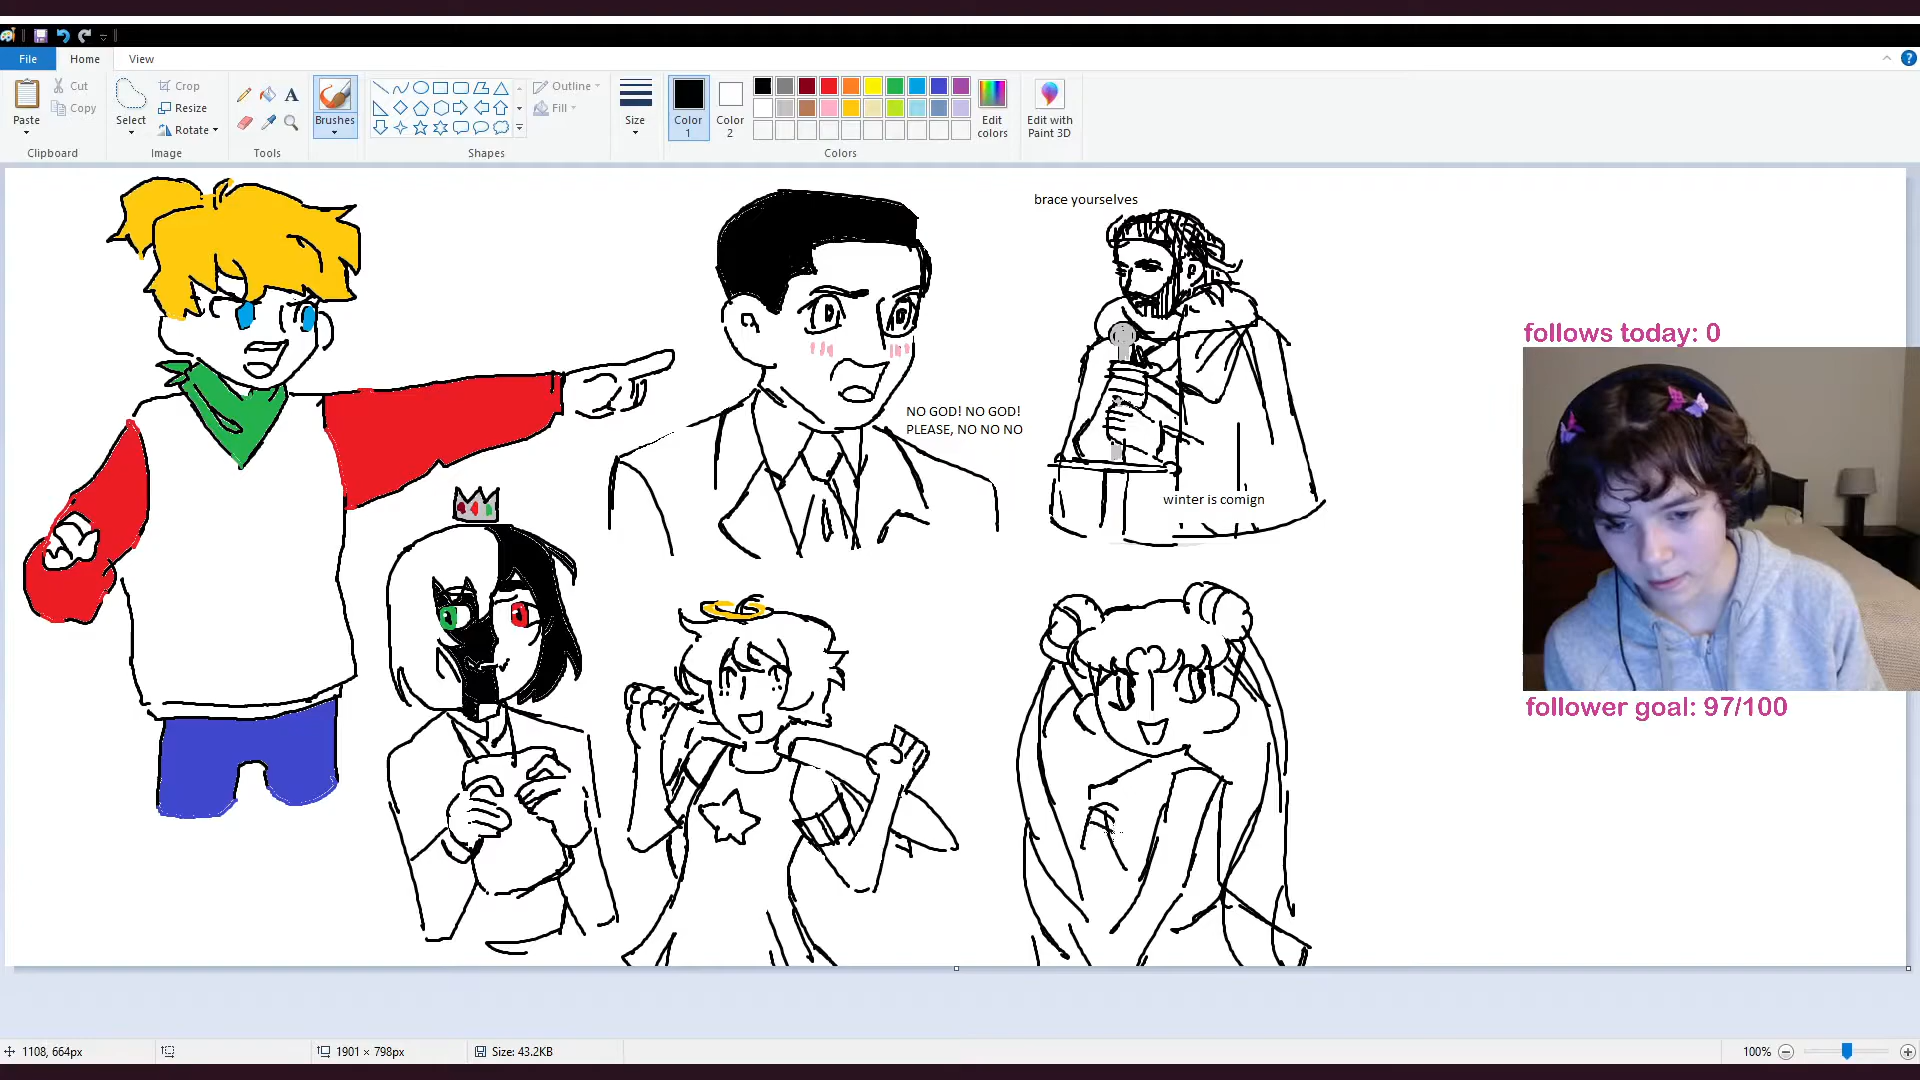 File
Home
View
Paste
Cut
Copy
Clipboard
Select
Crop
Resize
Rotate
Image
Tools
Brushes
Shapes
Outline
Fill
Size
Color
1
Color
2
Colors
Edit
colors
Edit with
Paint 3D
brace yourselves
NO GOD! NO GOD!
PLEASE, NO NO NO
winter is comign
follows today: 0
follower goal: 97/100
1108, 664px
1901 × 798px
Size: 43.2KB
100%